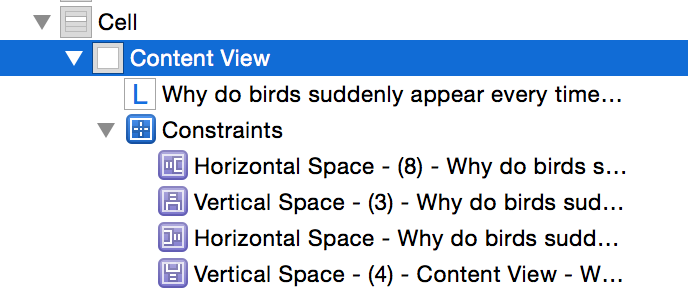 Cell
Content View
L Why do birds suddenly appear every time...
Constraints
Horizontal Space - (8) - Why do birds s...
Vertical Space - (3) - Why do birds sud...
Horizontal Space - Why do birds sudd...
Vertical Space - (4) - Content View - W...